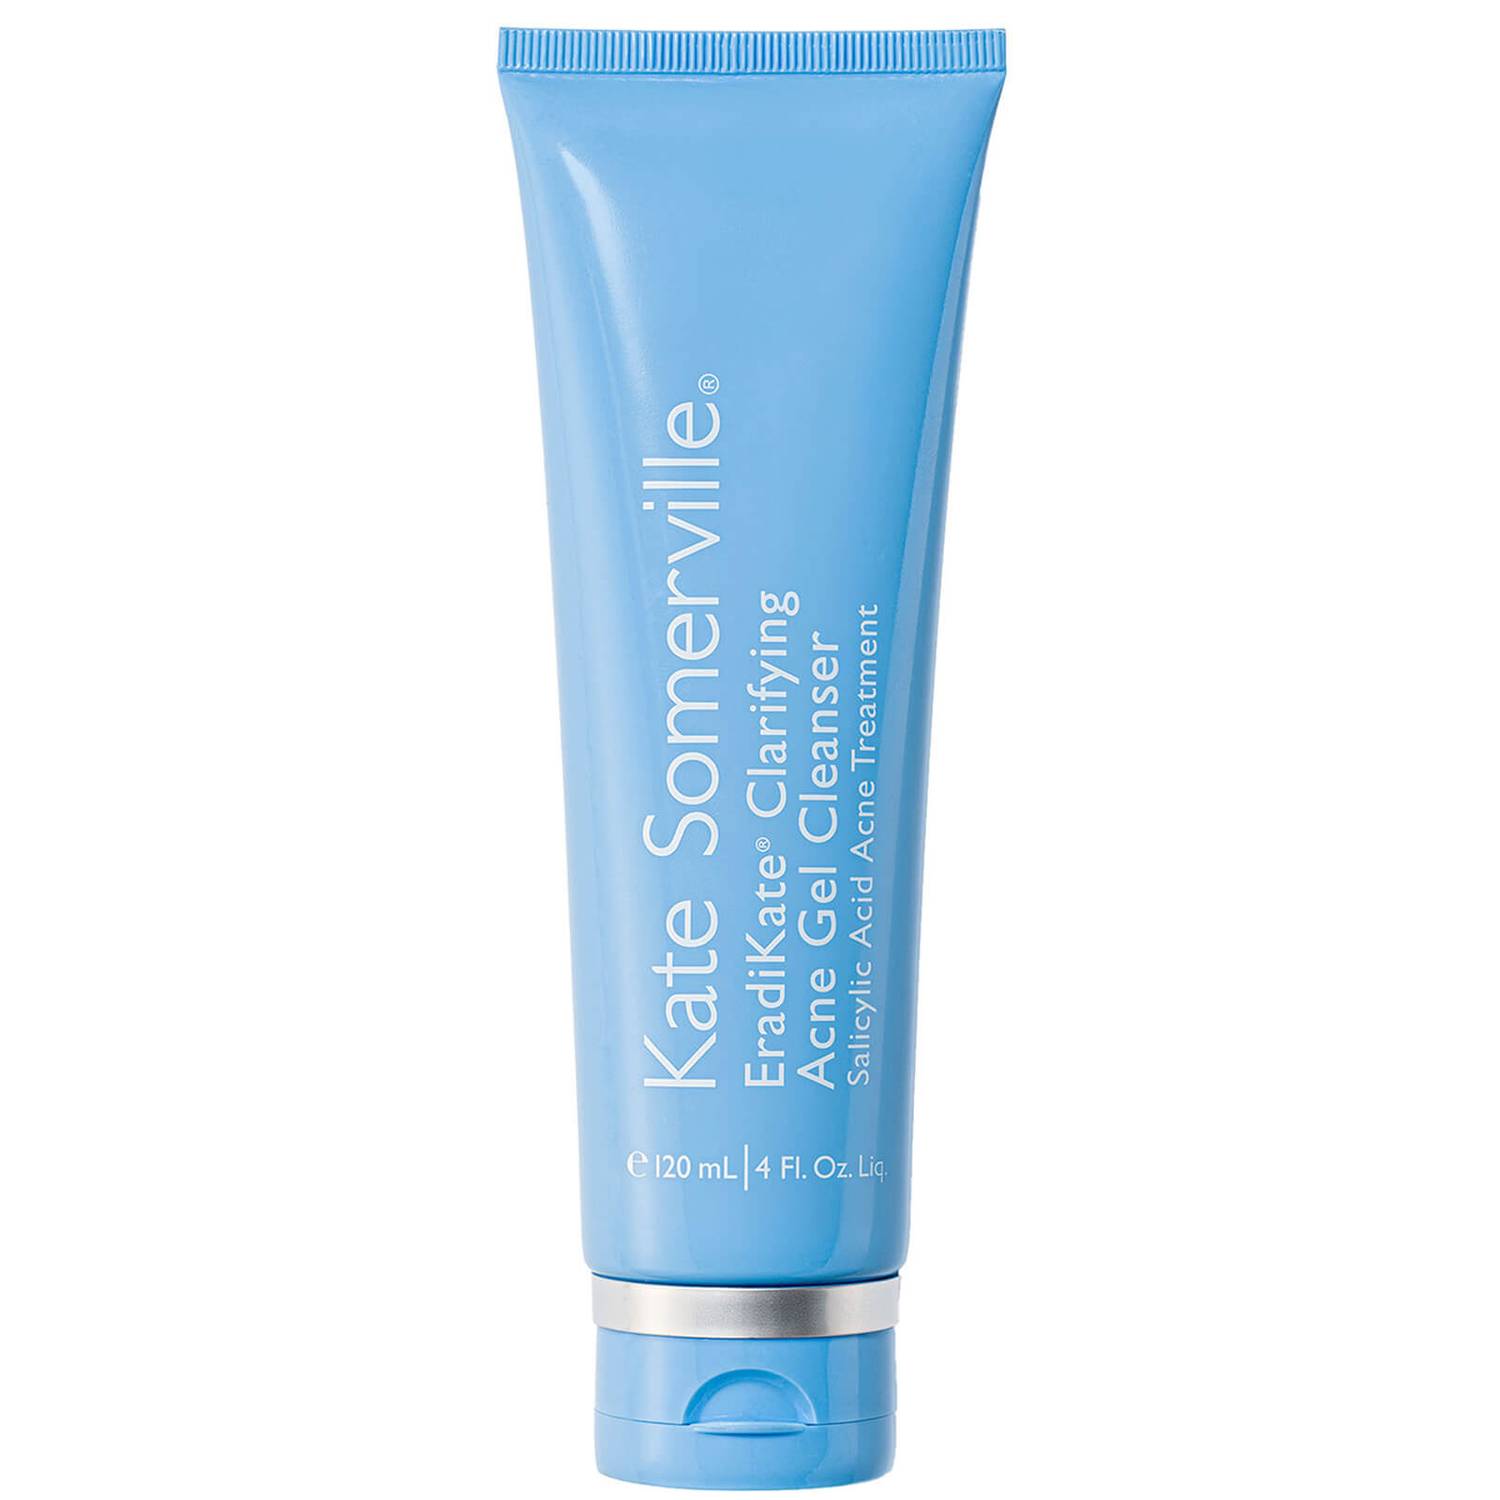 Kate Somerville®
EradiKate® Clarifying
Acne Gel Cleanser
Salicylic Acid Acne Treatment
℮ 120 mL | 4 Fl. Oz. Liq.